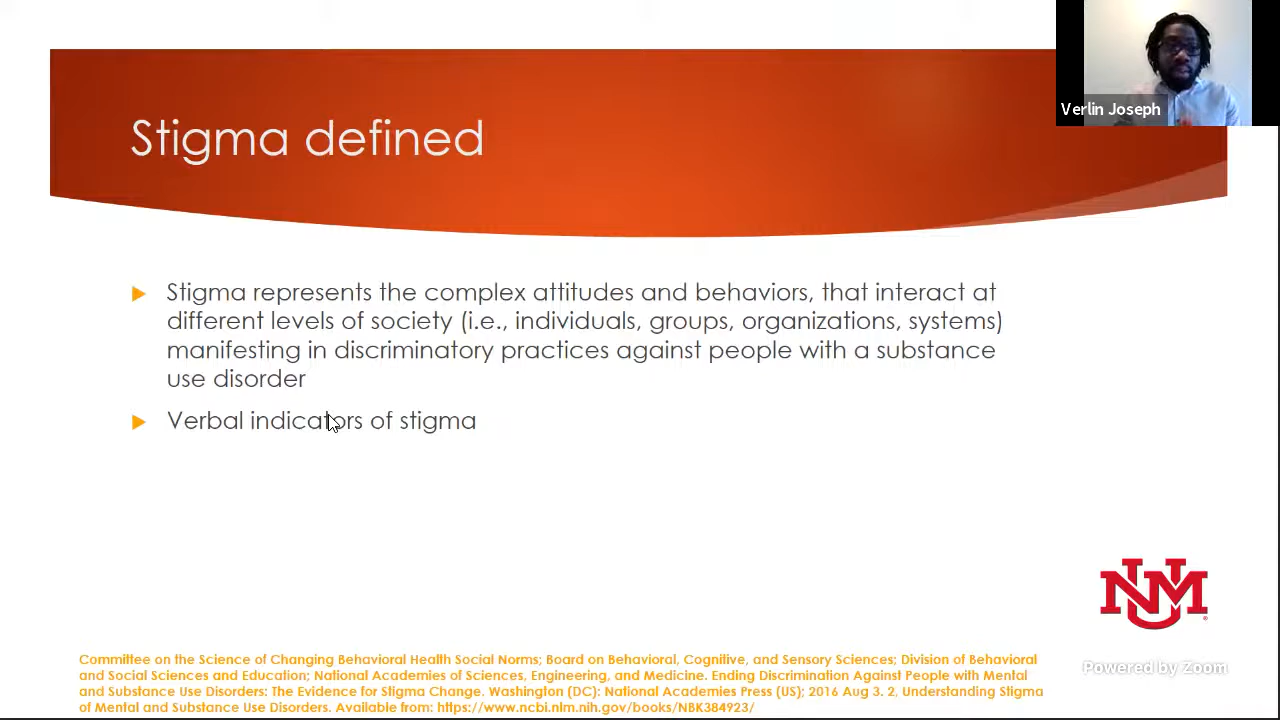 Verlin Joseph
Stigma defined
Stigma represents the complex attitudes and behaviors, that interact at
different levels of society (i.e., individuals, groups, organizations, systems)
manifesting in discriminatory practices against people with a substance
use disorder
Verbal indicators of stigma
UNM
Committee on the Science of Changing Behavioral Health Social Norms; Board on Behavioral, Cognitive, and Sensory Sciences; Division of Behavioral
and Social Sciences and Education; National Academies of Sciences, Engineering, and Medicine. Ending Discrimination Against People with Mental
and Substance Use Disorders: The Evidence for Stigma Change. Washington (DC): National Academies Press (US); 2016 Aug 3. 2, Understanding Stigma
of Mental and Substance Use Disorders. Available from: https://www.ncbi.nlm.nih.gov/books/NBK384923/
Powered by Zoom